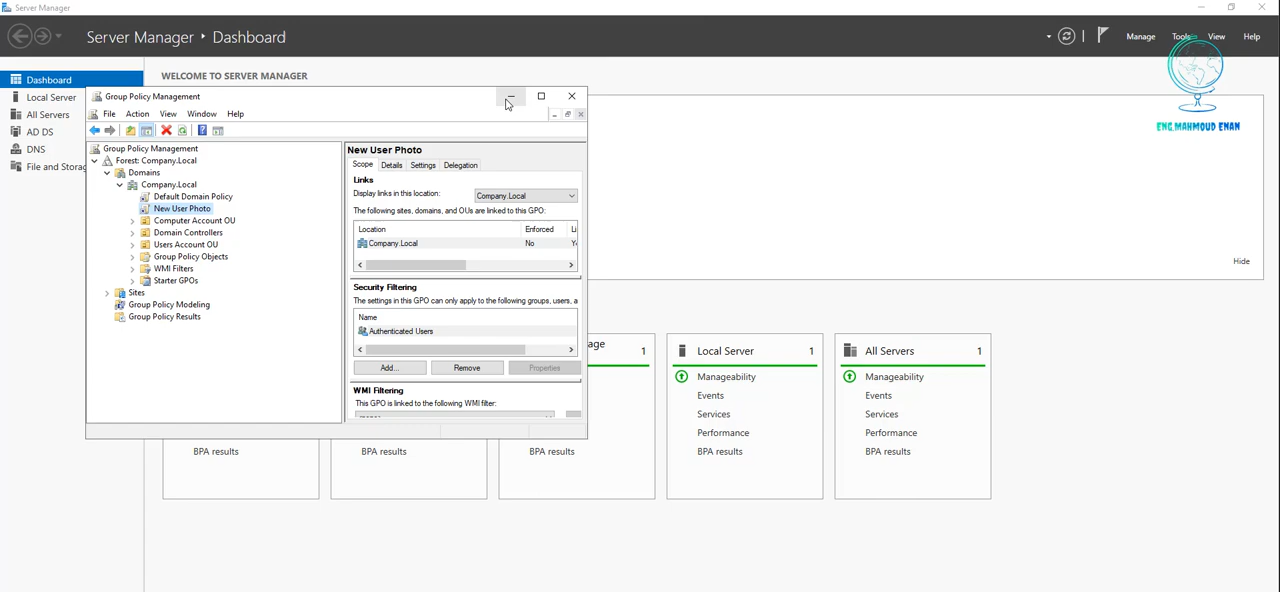 Server Manager
Server Manager ‣ Dashboard
Manage Tools View Help
ENG.MAHMOUD ENAN
Dashboard
Local Server
All Servers
AD DS
DNS
File and Storag
WELCOME TO SERVER MANAGER
Group Policy Management
File Action View Window Help
Group Policy Management
Forest: Company.Local
Domains
Company.Local
Default Domain Policy
New User Photo
Computer Account OU
Domain Controllers
Users Account OU
Group Policy Objects
WMI Filters
Starter GPOs
Sites
Group Policy Modeling
Group Policy Results
New User Photo
Scope Details Settings Delegation
Links
Display links in this location: Company.Local
The following sites, domains, and OUs are linked to this GPO:
Location Enforced Li
Company.Local No Y
Security Filtering
The settings in this GPO can only apply to the following groups, users, a
Name
Authenticated Users
Add... Remove Properties
WMI Filtering
This GPO is linked to the following WMI filter:
Hide
age 1
BPA results
BPA results
BPA results
Local Server 1
Manageability
Events
Services
Performance
BPA results
All Servers 1
Manageability
Events
Services
Performance
BPA results